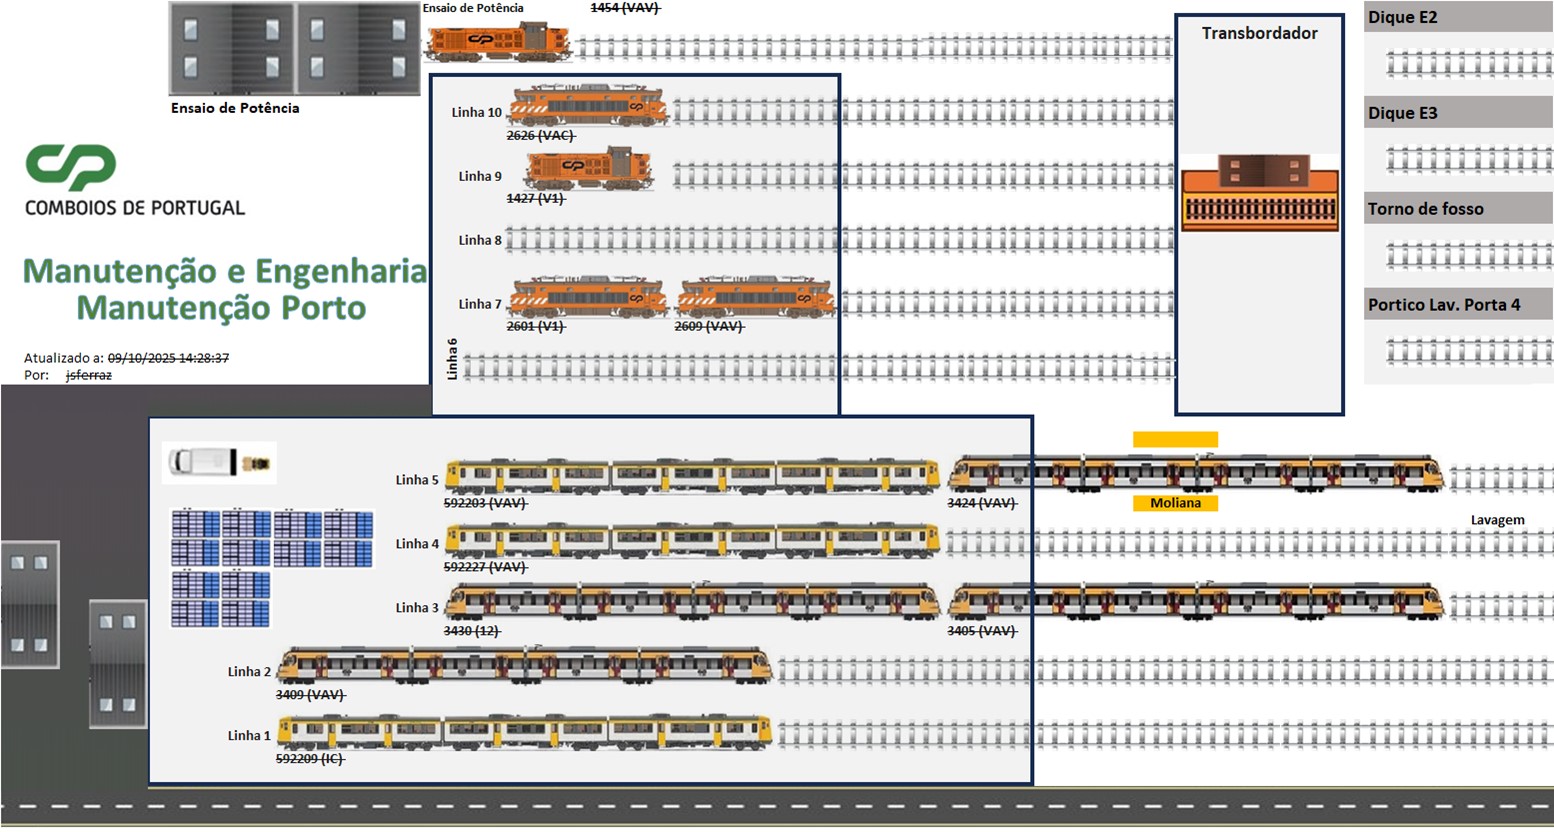 Ensaio de Potência
1454 (VAV)
Ensaio de Potência
Transbordador
Dique E2
Dique E3
Torno de fosso
Portico Lav. Porta 4
CP
COMBOIOS DE PORTUGAL
Manutenção e Engenharia
Manutenção Porto
Atualizado a: 09/10/2025 14:28:37
Por: jsferraz
Linha 10
2626 (VAC)
Linha 9
1427 (V1)
Linha 8
Linha 7
2601 (V1) 2609 (VAV)
Linha6
Linha 5
592203 (VAV) 3424 (VAV)
Moliana
Lavagem
Linha 4
592227 (VAV)
Linha 3
3430 (12) 3405 (VAV)
Linha 2
3409 (VAV)
Linha 1
592209 (IC)